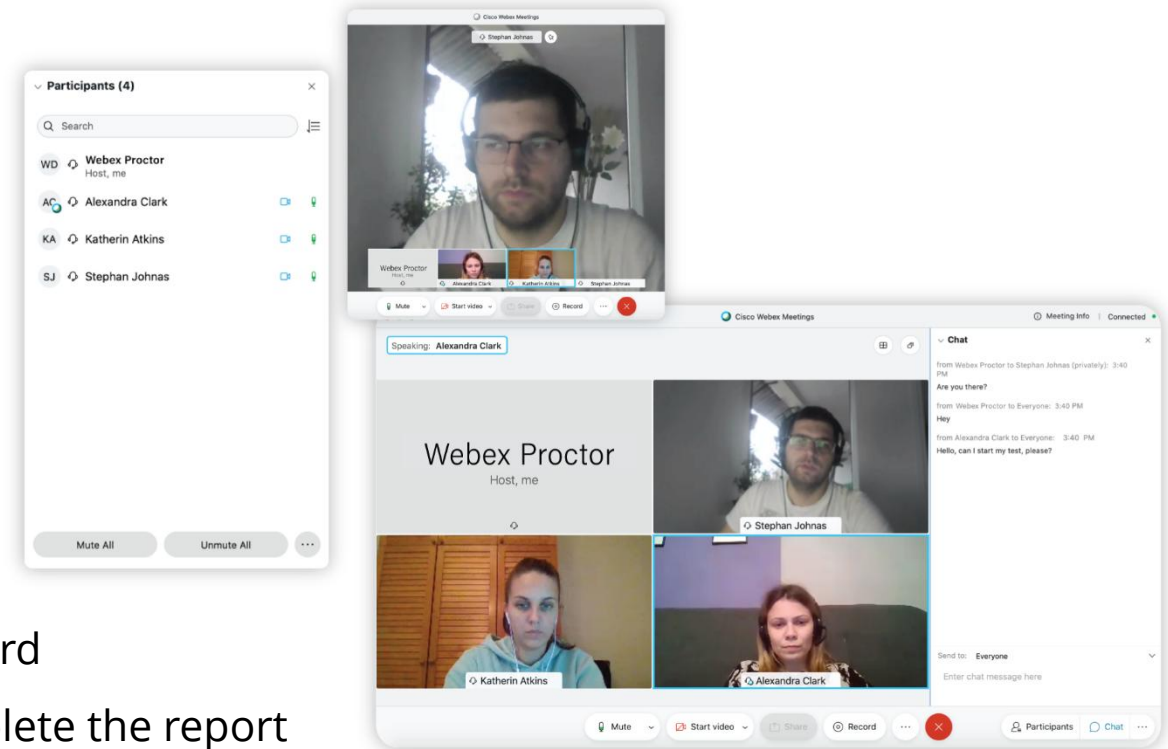 Participants (4)
Search
WD Webex Proctor
Host, me
AC Alexandra Clark
KA Katherin Atkins
SJ Stephan Johnas
Mute All Unmute All
Cisco Webex Meetings
Stephan Johnas
Webex Proctor
Host, me
Alexandra Clark Katherin Atkins Stephan Johnas
Mute Start video Share Record
Cisco Webex Meetings Meeting Info Connected
Speaking: Alexandra Clark
Webex Proctor
Host, me
Stephan Johnas
Katherin Atkins
Alexandra Clark
Chat
from Webex Proctor to Stephan Johnas (privately): 3:40
PM
Are you there?
from Webex Proctor to Everyone: 3:40 PM
Hey
from Alexandra Clark to Everyone: 3:40 PM
Hello, can I start my test, please?
Send to: Everyone
Enter chat message here
Mute Start video Share Record Participants Chat
rd
lete the report